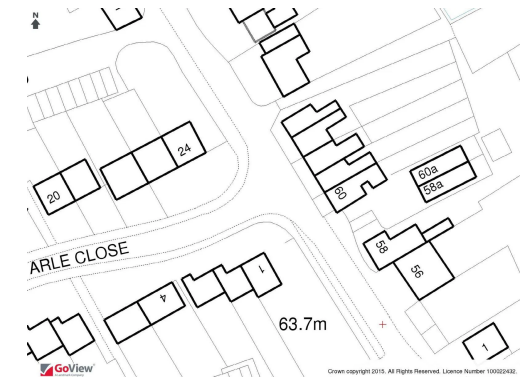 N
24
20
60
60a
58a
58
56
ARLE CLOSE
1
4
63.7m
1
GoView
Crown copyright 2015. All Rights Reserved. Licence Number 100022432.